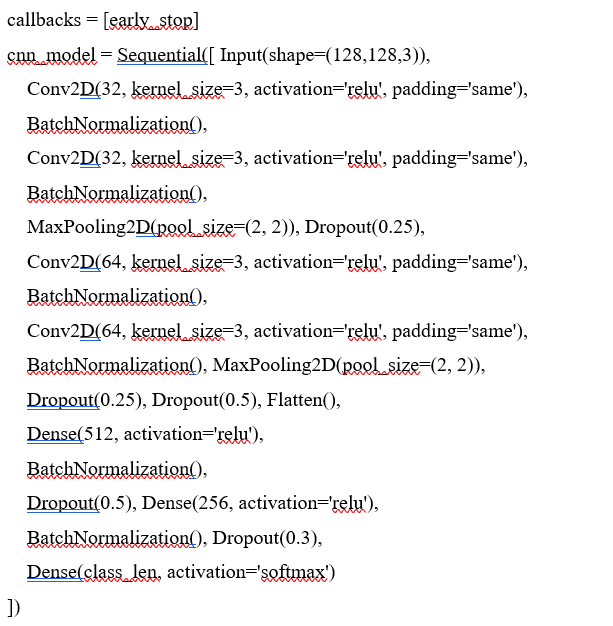 callbacks = [early_stop]
cnn_model = Sequential([ Input(shape=(128,128,3)),
Conv2D(32, kernel_size=3, activation='relu', padding='same'),
BatchNormalization(),
Conv2D(32, kernel_size=3, activation='relu', padding='same'),
BatchNormalization(),
MaxPooling2D(pool_size=(2, 2)), Dropout(0.25),
Conv2D(64, kernel_size=3, activation='relu', padding='same'),
BatchNormalization(),
Conv2D(64, kernel_size=3, activation='relu', padding='same'),
BatchNormalization(), MaxPooling2D(pool_size=(2, 2)),
Dropout(0.25), Dropout(0.5), Flatten(),
Dense(512, activation='relu'),
BatchNormalization(),
Dropout(0.5), Dense(256, activation='relu'),
BatchNormalization(), Dropout(0.3),
Dense(class_len, activation='softmax')
])